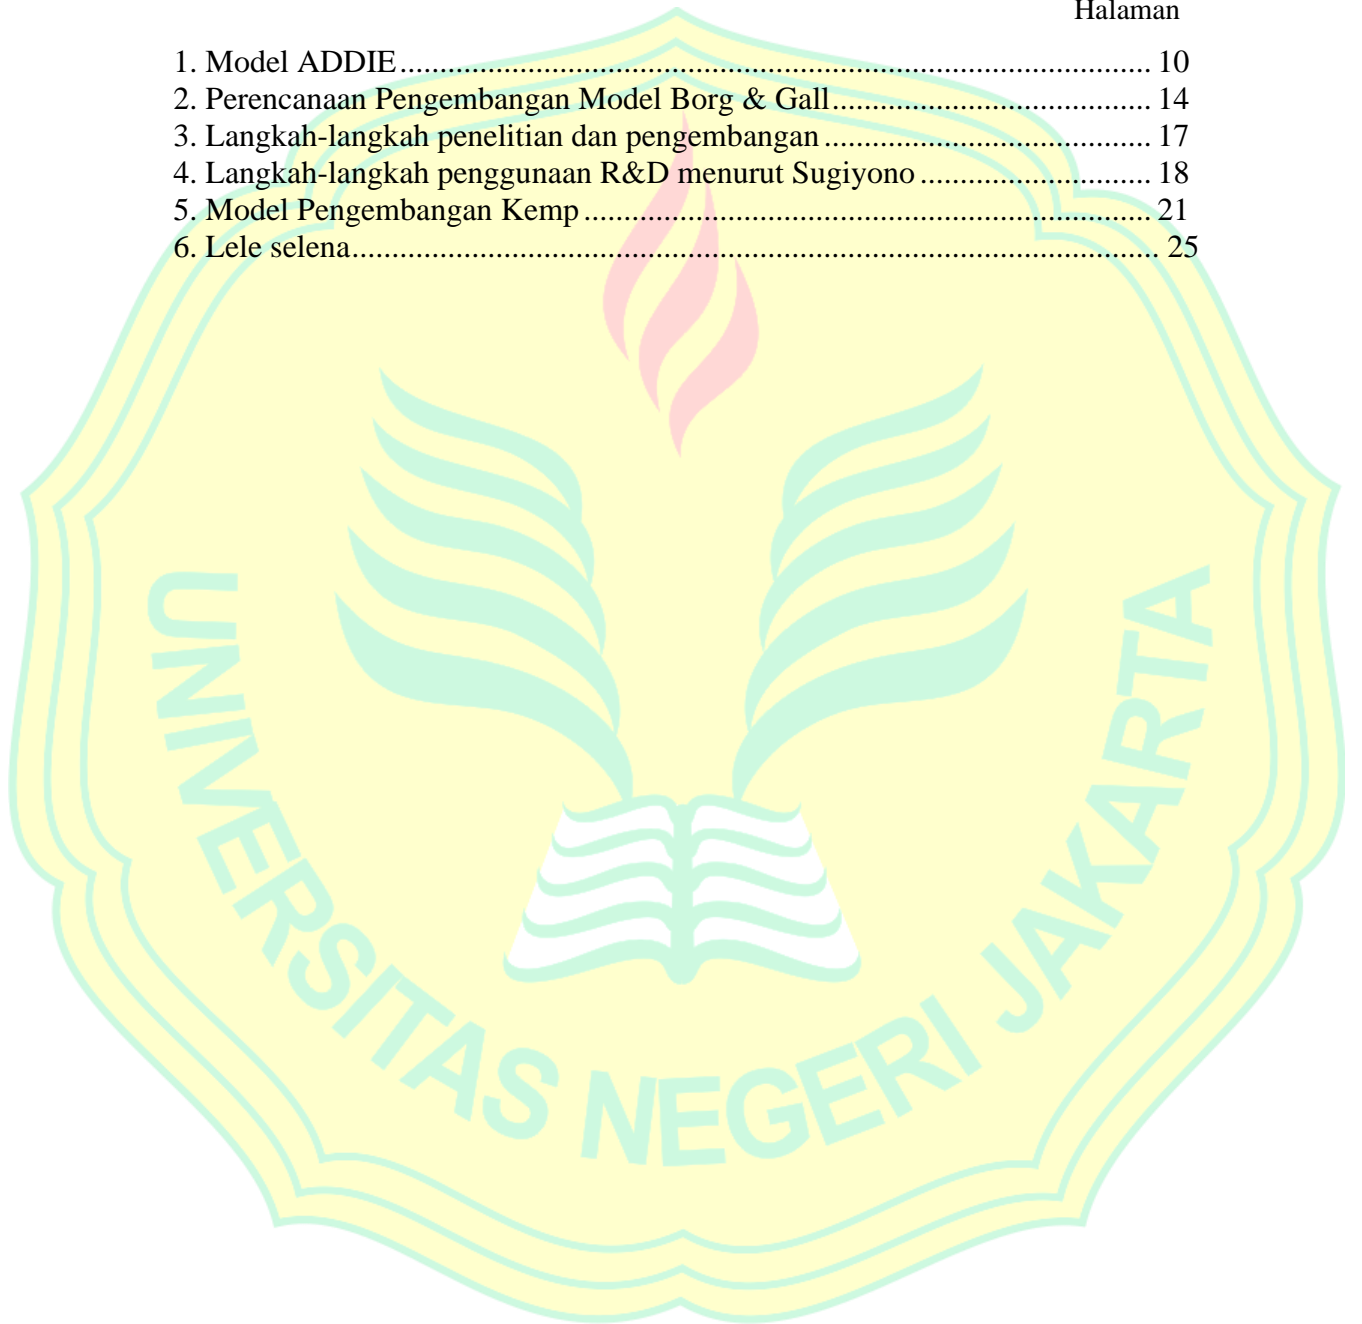 Halaman
1. Model ADDIE................................................................................................ 10
2. Perencanaan Pengembangan Model Borg & Gall........................................ 14
3. Langkah-langkah penelitian dan pengembangan.......................................... 17
4. Langkah-langkah penggunaan R&D menurut Sugiyono............................. 18
5. Model Pengembangan Kemp......................................................................... 21
6. Lele selena....................................................................................................... 25
UNIVERSITAS NEGERI JAKARTA